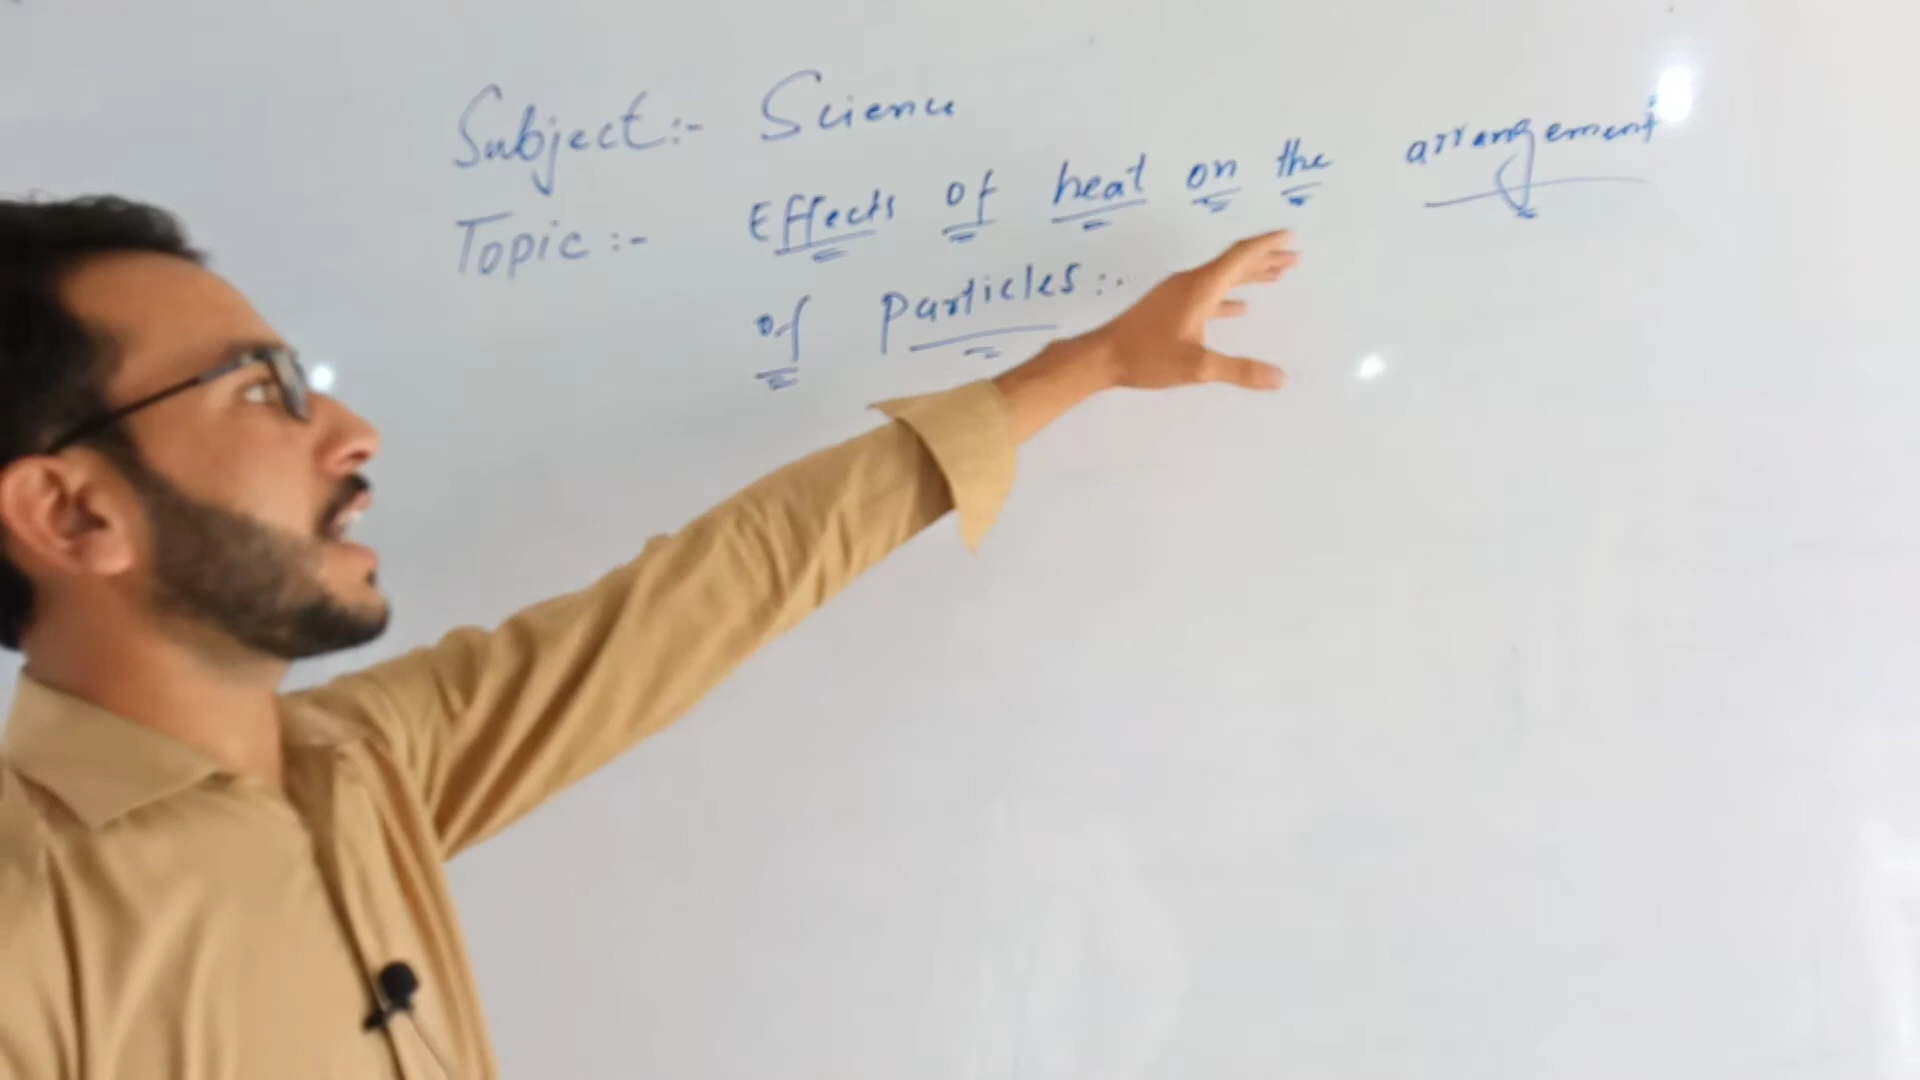 Subject:- Science
Topic:- Effects of heat on the arrangement
of Particles:-